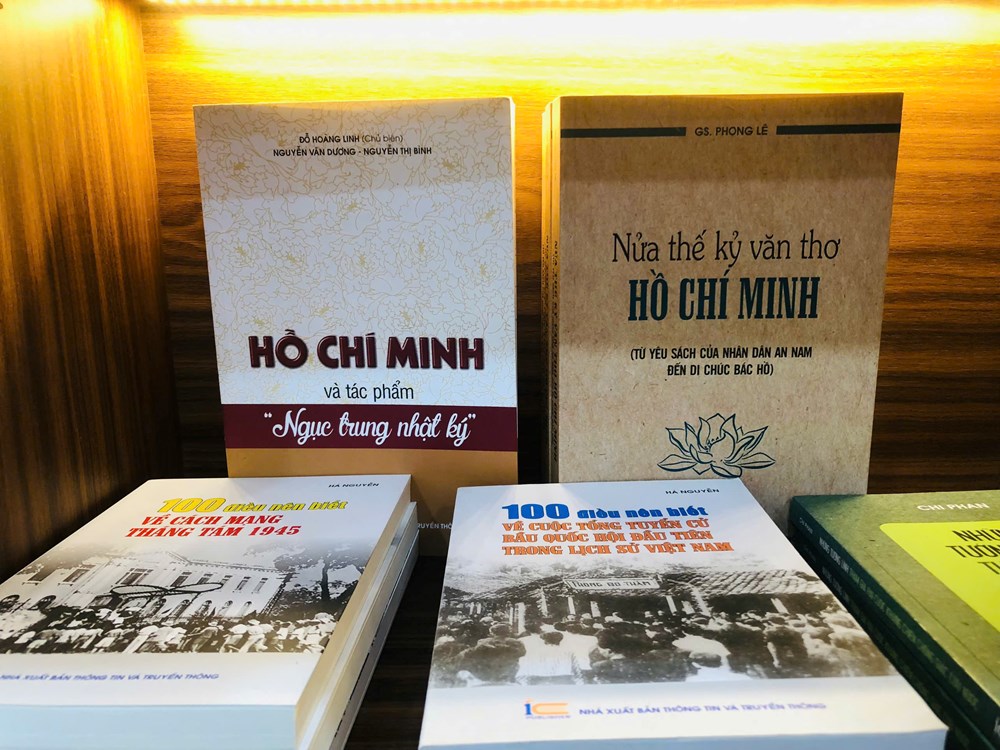 ĐỖ HOÀNG LINH (Chủ biên)
NGUYỄN VĂN DƯƠNG - NGUYỄN THỊ BÌNH
HỒ CHÍ MINH
và tác phẩm
"Ngục trung nhật ký"
GS. PHONG LÊ
Nửa thế kỷ văn thơ
HỒ CHÍ MINH
(TỪ YÊU SÁCH CỦA NHÂN DÂN AN NAM
ĐẾN DI CHÚC BÁC HỒ)
HÀ NGUYỄN
100 điều nên biết
VỀ CÁCH MẠNG
THÁNG TÁM 1945
NHÀ XUẤT BẢN THÔNG TIN VÀ TRUYỀN THÔNG
HÀ NGUYỄN
100 điều nên biết
VỀ CUỘC TỔNG TUYỂN CỬ
BẦU QUỐC HỘI ĐẦU TIÊN
TRONG LỊCH SỬ VIỆT NAM
NHÀ XUẤT BẢN THÔNG TIN VÀ TRUYỀN THÔNG
CHI PHAN